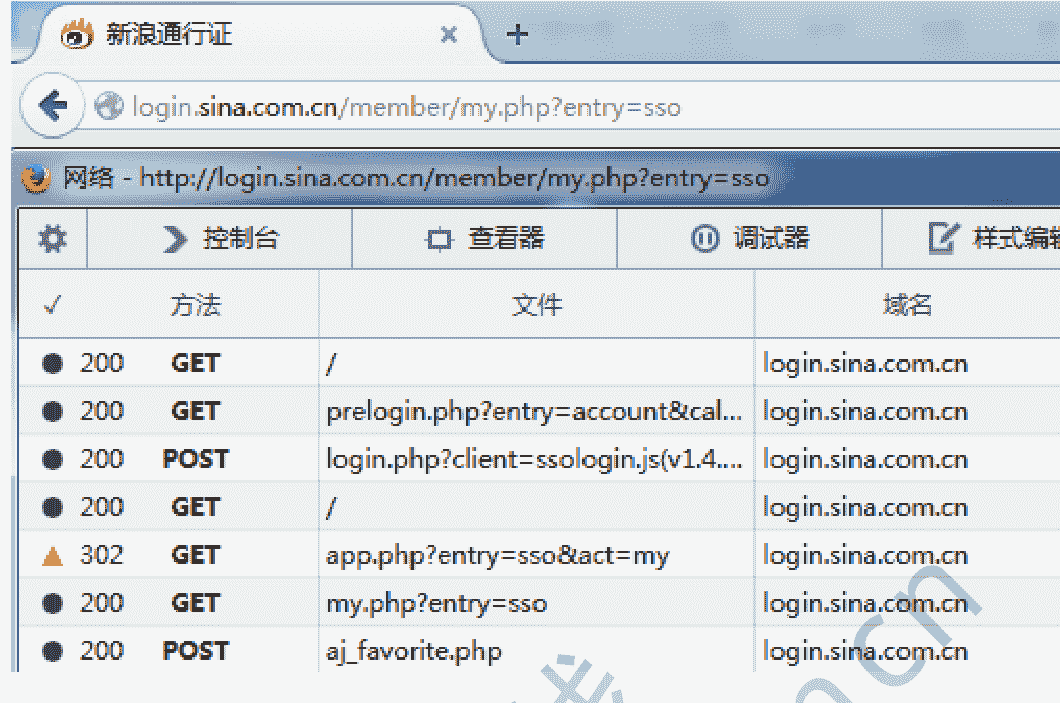 新浪通行证
login.sina.com.cn/member/my.php?entry=sso
网络 - http://login.sina.com.cn/member/my.php?entry=sso
控制台 查看器 调试器 样式编辑
✓ 方法 文件 域名
200 GET / login.sina.com.cn
200 GET prelogin.php?entry=account&cal... login.sina.com.cn
200 POST login.php?client=ssologin.js(v1.4.... login.sina.com.cn
200 GET / login.sina.com.cn
302 GET app.php?entry=sso&act=my login.sina.com.cn
200 GET my.php?entry=sso login.sina.com.cn
200 POST aj_favorite.php login.sina.com.cn